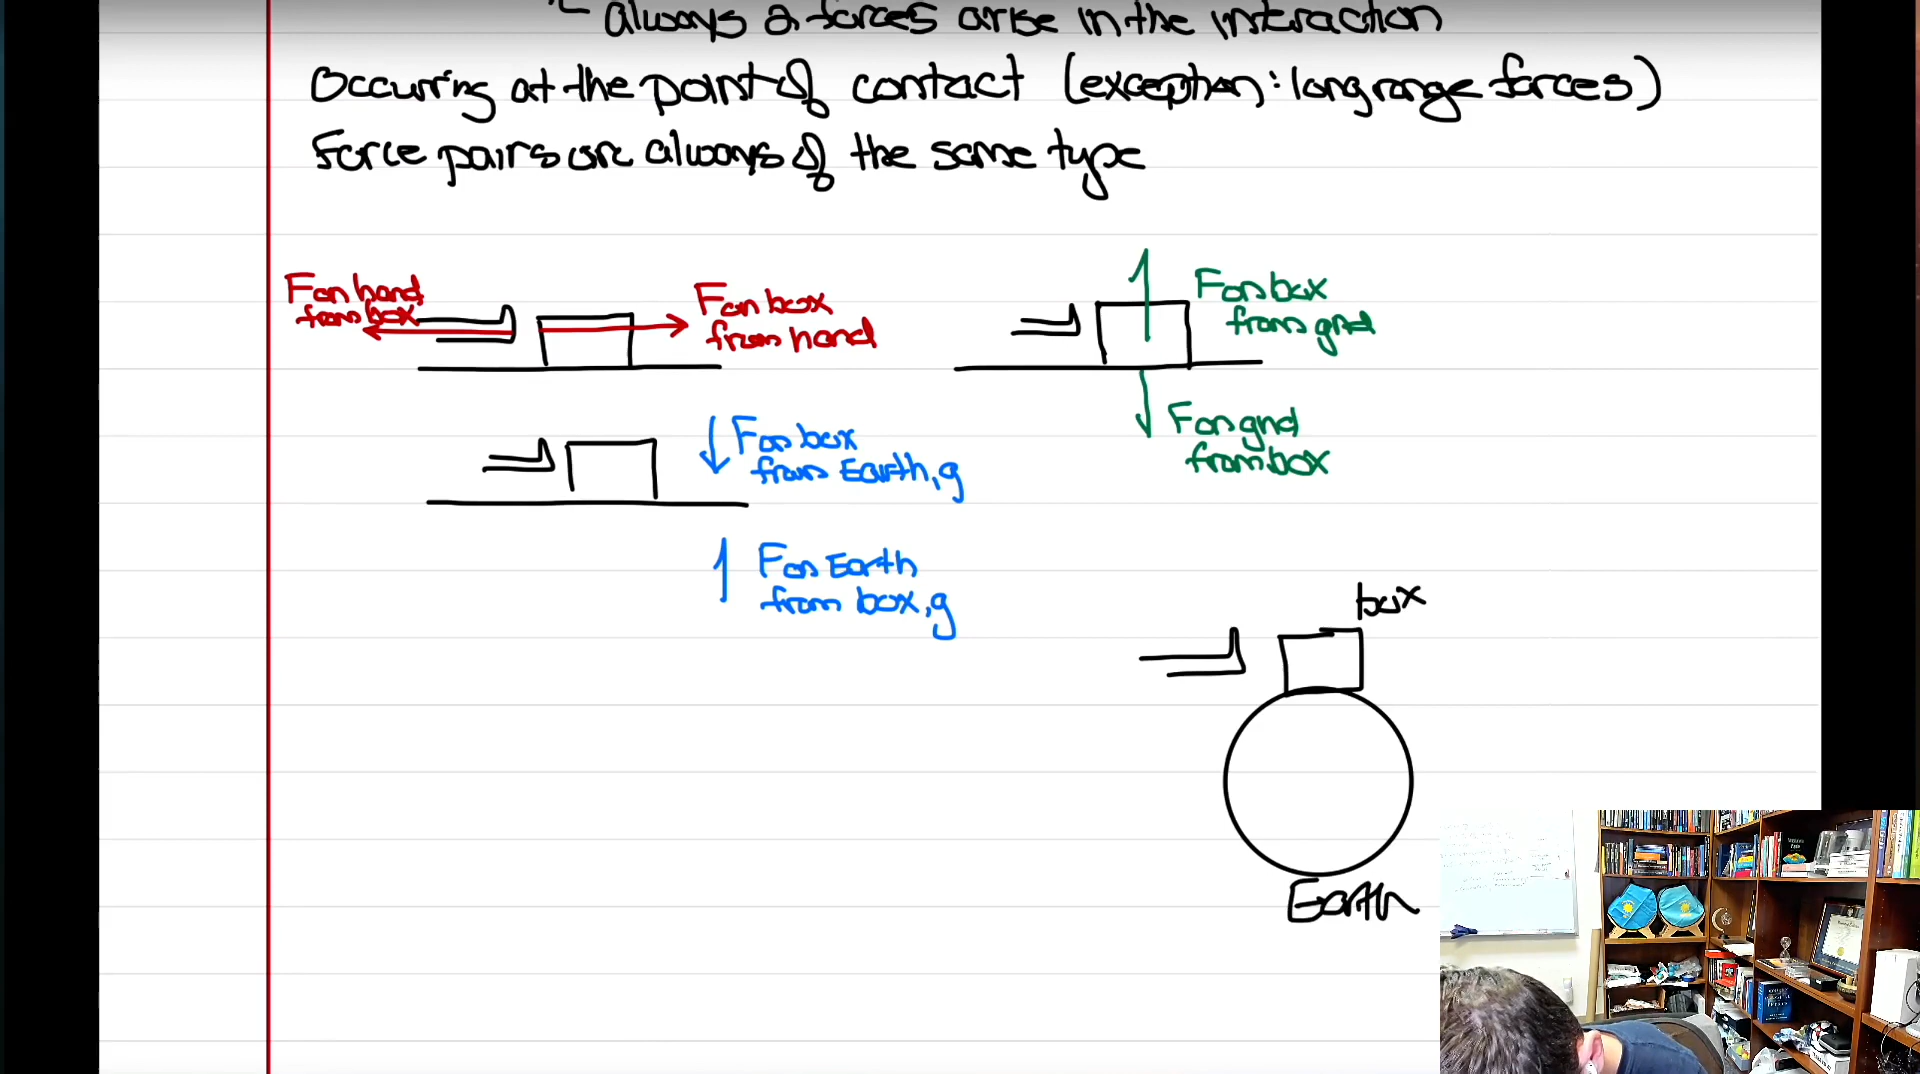 always 2 forces arise in the interaction
Occurring at the point of contact (exception: long range forces)
Force pairs are always of the same type
F on hand
from box
F on box
from hand
F on box
from gnd
F on gnd
from box
F on box
from Earth, g
F on Earth
from box, g
box
Earth